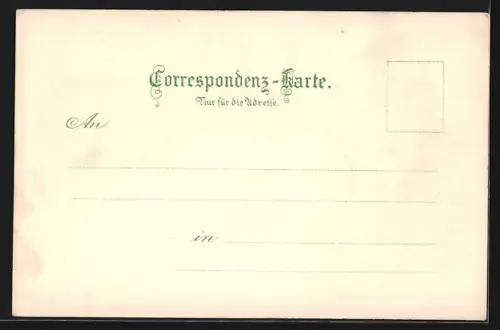 Correspondenz-Karte.
Nur für die Adresse.
An
in